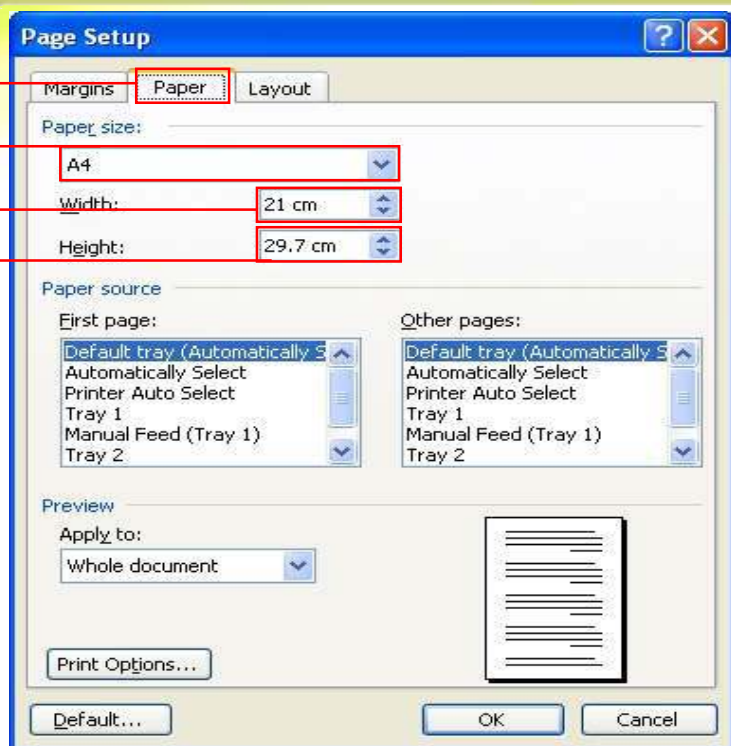 Page Setup
Margins Paper Layout
Paper size:
A4
Width: 21 cm
Height: 29.7 cm
Paper source
First page: Other pages:
Default tray (Automatically S Default tray (Automatically S
Automatically Select Automatically Select
Printer Auto Select Printer Auto Select
Tray 1 Tray 1
Manual Feed (Tray 1) Manual Feed (Tray 1)
Tray 2 Tray 2
Preview
Apply to:
Whole document
Print Options...
Default... OK Cancel